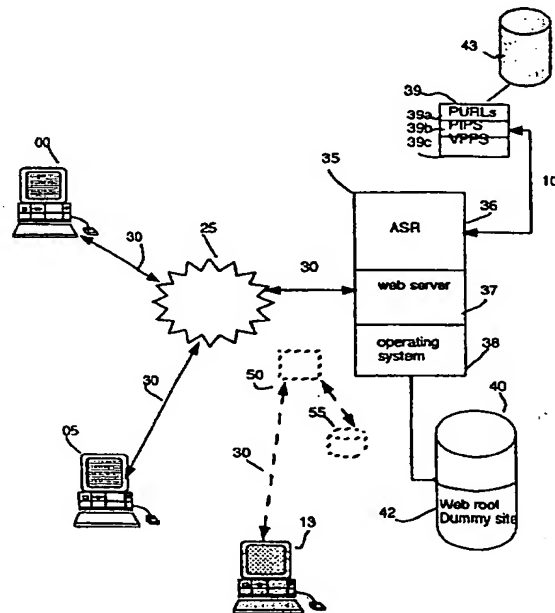 43
39
PURLs
39a
PIPS
39b
VPPS
39c
00
35
36
10
ASR
30
25
30
web server
37
operating system
38
50
55
40
30
05
30
13
42
Web root
Dummy site